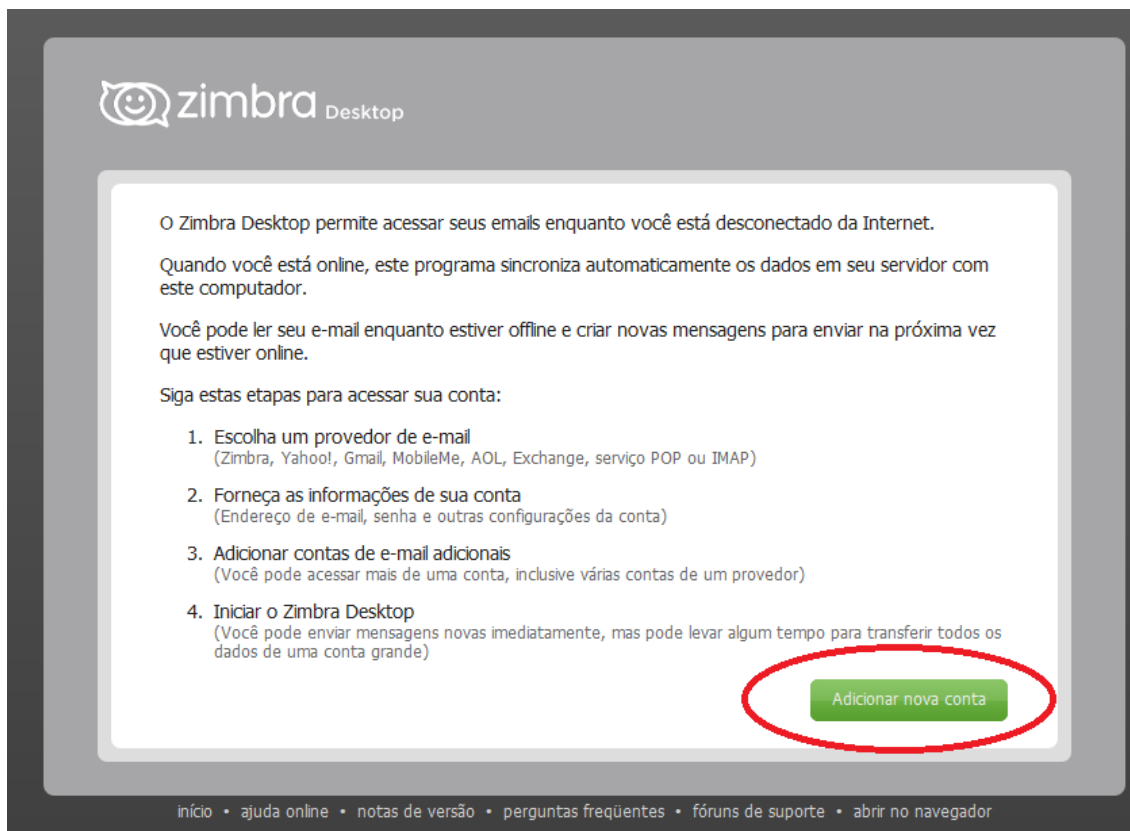 zimbra Desktop
O Zimbra Desktop permite acessar seus emails enquanto você está desconectado da Internet.
Quando você está online, este programa sincroniza automaticamente os dados em seu servidor com
este computador.
Você pode ler seu e-mail enquanto estiver offline e criar novas mensagens para enviar na próxima vez
que estiver online.
Siga estas etapas para acessar sua conta:
1. Escolha um provedor de e-mail
(Zimbra, Yahoo!, Gmail, MobileMe, AOL, Exchange, serviço POP ou IMAP)
2. Forneça as informações de sua conta
(Endereço de e-mail, senha e outras configurações da conta)
3. Adicionar contas de e-mail adicionais
(Você pode acessar mais de uma conta, inclusive várias contas de um provedor)
4. Iniciar o Zimbra Desktop
(Você pode enviar mensagens novas imediatamente, mas pode levar algum tempo para transferir todos os
dados de uma conta grande)
Adicionar nova conta
início • ajuda online • notas de versão • perguntas freqüentes • fóruns de suporte • abrir no navegador